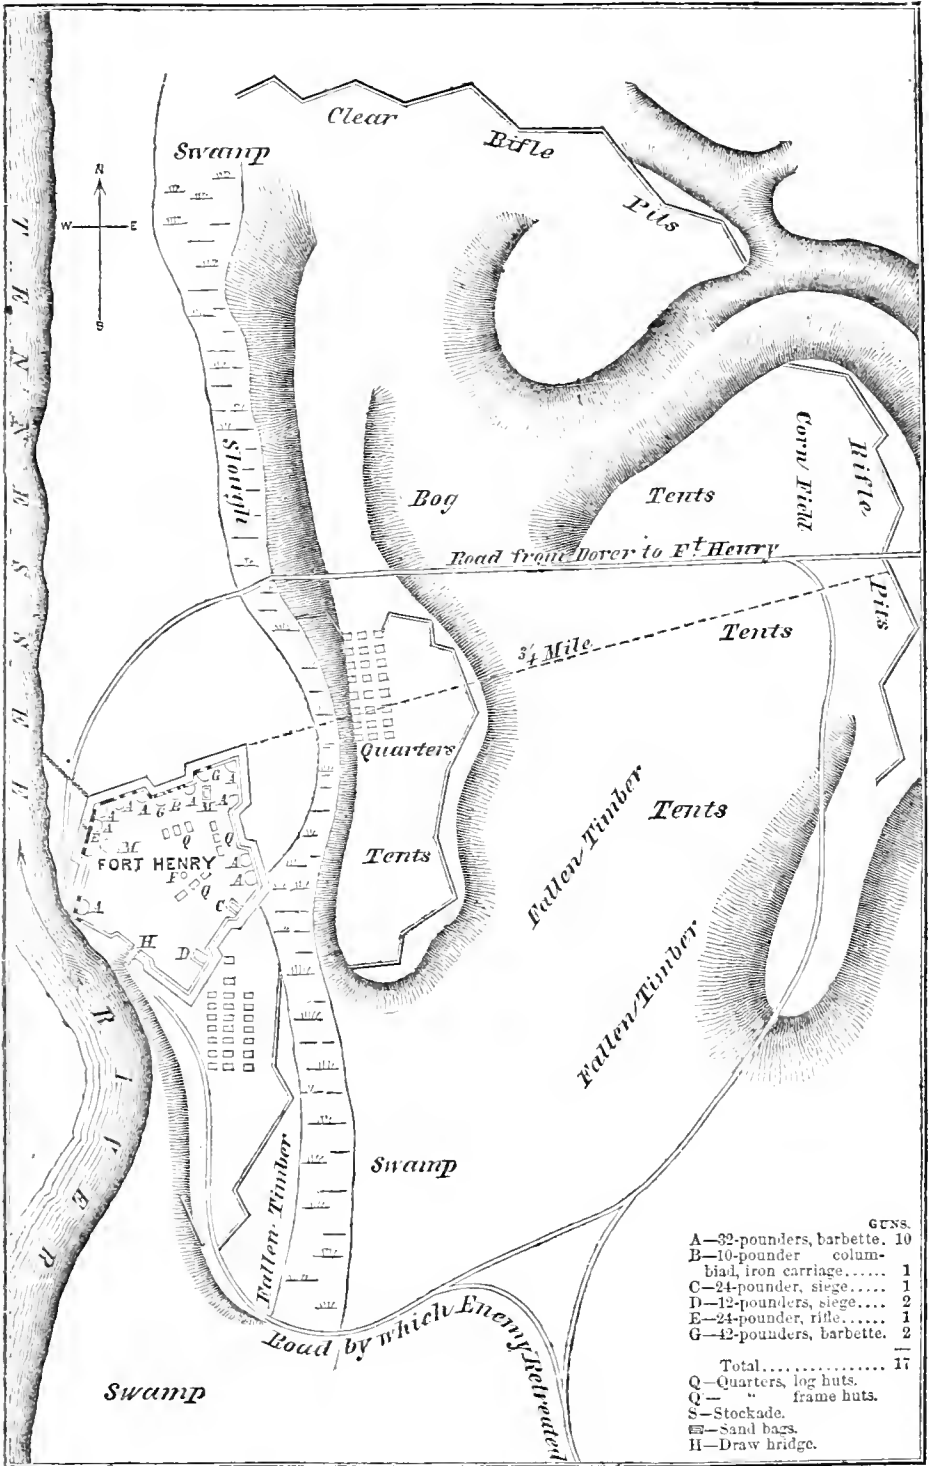 Clear
Rifle
Pits
Swamp
N
W
E
S
TENNESSEE
Slough
Bog
Tents
Corn Field
Rifle
Pits
Road from Dover to Ft Henry
Tents
3/4 Mile
Quarters
Tents
Fallen Timber
Tents
G
A
A
A
A
G
B
A
M
A
A
E
A
M
Q
Q
FORT HENRY
A
F
Q
A
C
A
H
D
Fallen Timber
RIVER
Fallen Timber
Swamp
Road by which Enemy Retreated
Swamp
GUNS.
A—32-pounders, barbette. 10
B—10-pounder colum-
biad, iron carriage...... 1
C—24-pounder, siege..... 1
D—12-pounders, siege.... 2
E—24-pounder, rifle...... 1
G—42-pounders, barbette. 2
Total................ 17
Q—Quarters, log huts.
Q'— " frame huts.
S—Stockade.
—Sand bags.
H—Draw bridge.